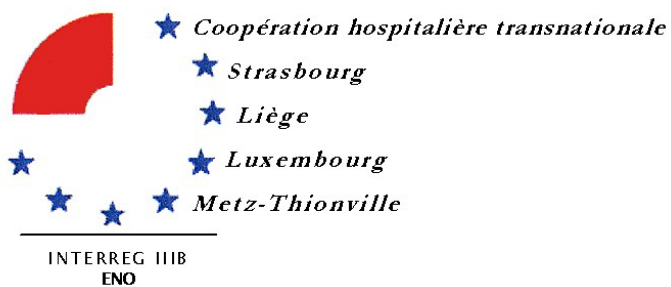 Coopération hospitalière transnationale
Strasbourg
Liège
Luxembourg
Metz-Thionville
INTERREG IIIB
ENO